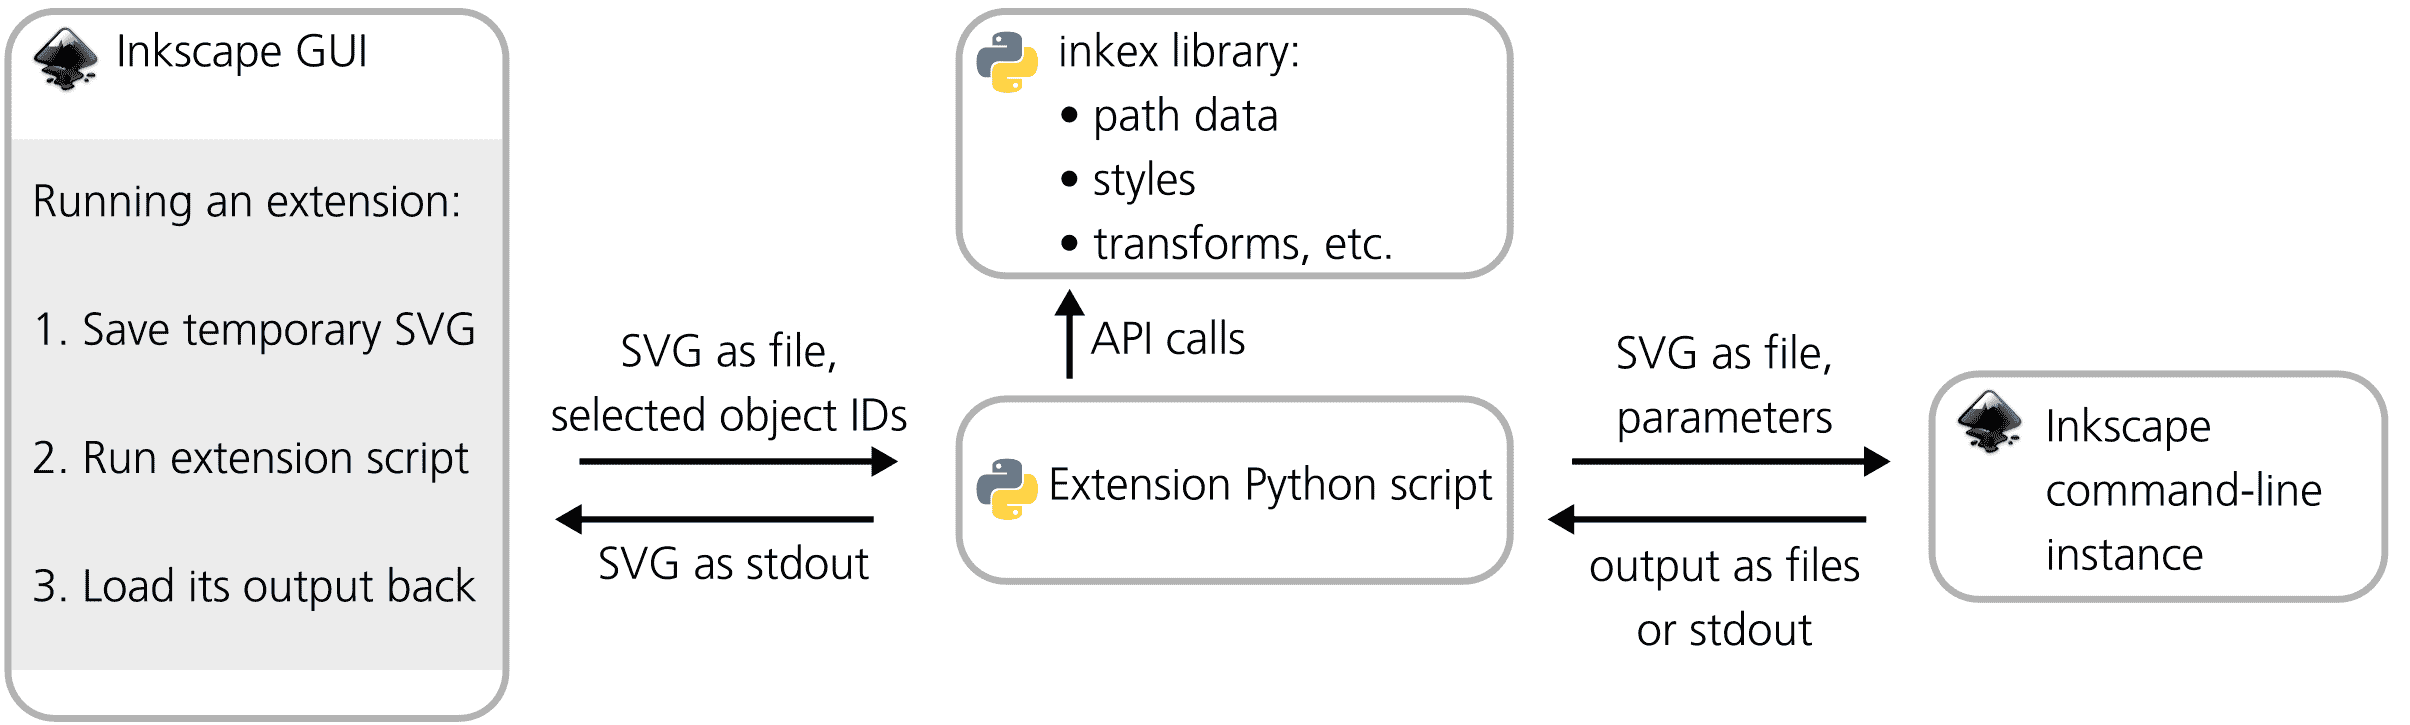 Inkscape GUI
Running an extension:
1. Save temporary SVG
2. Run extension script
3. Load its output back
SVG as file,
selected object IDs
SVG as stdout
inkex library:
• path data
• styles
• transforms, etc.
API calls
Extension Python script
SVG as file,
parameters
output as files
or stdout
Inkscape
command-line
instance